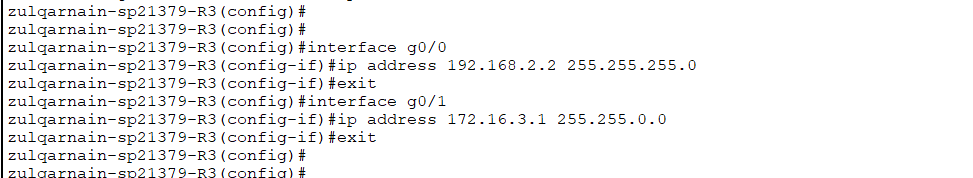 zulqarnain-sp21379-R3(config)#
zulqarnain-sp21379-R3(config)#
zulqarnain-sp21379-R3(config)#interface g0/0
zulqarnain-sp21379-R3(config-if)#ip address 192.168.2.2 255.255.255.0
zulqarnain-sp21379-R3(config-if)#exit
zulqarnain-sp21379-R3(config)#interface g0/1
zulqarnain-sp21379-R3(config-if)#ip address 172.16.3.1 255.255.0.0
zulqarnain-sp21379-R3(config-if)#exit
zulqarnain-sp21379-R3(config)#
zulqarnain-sp21379-R3(config)#